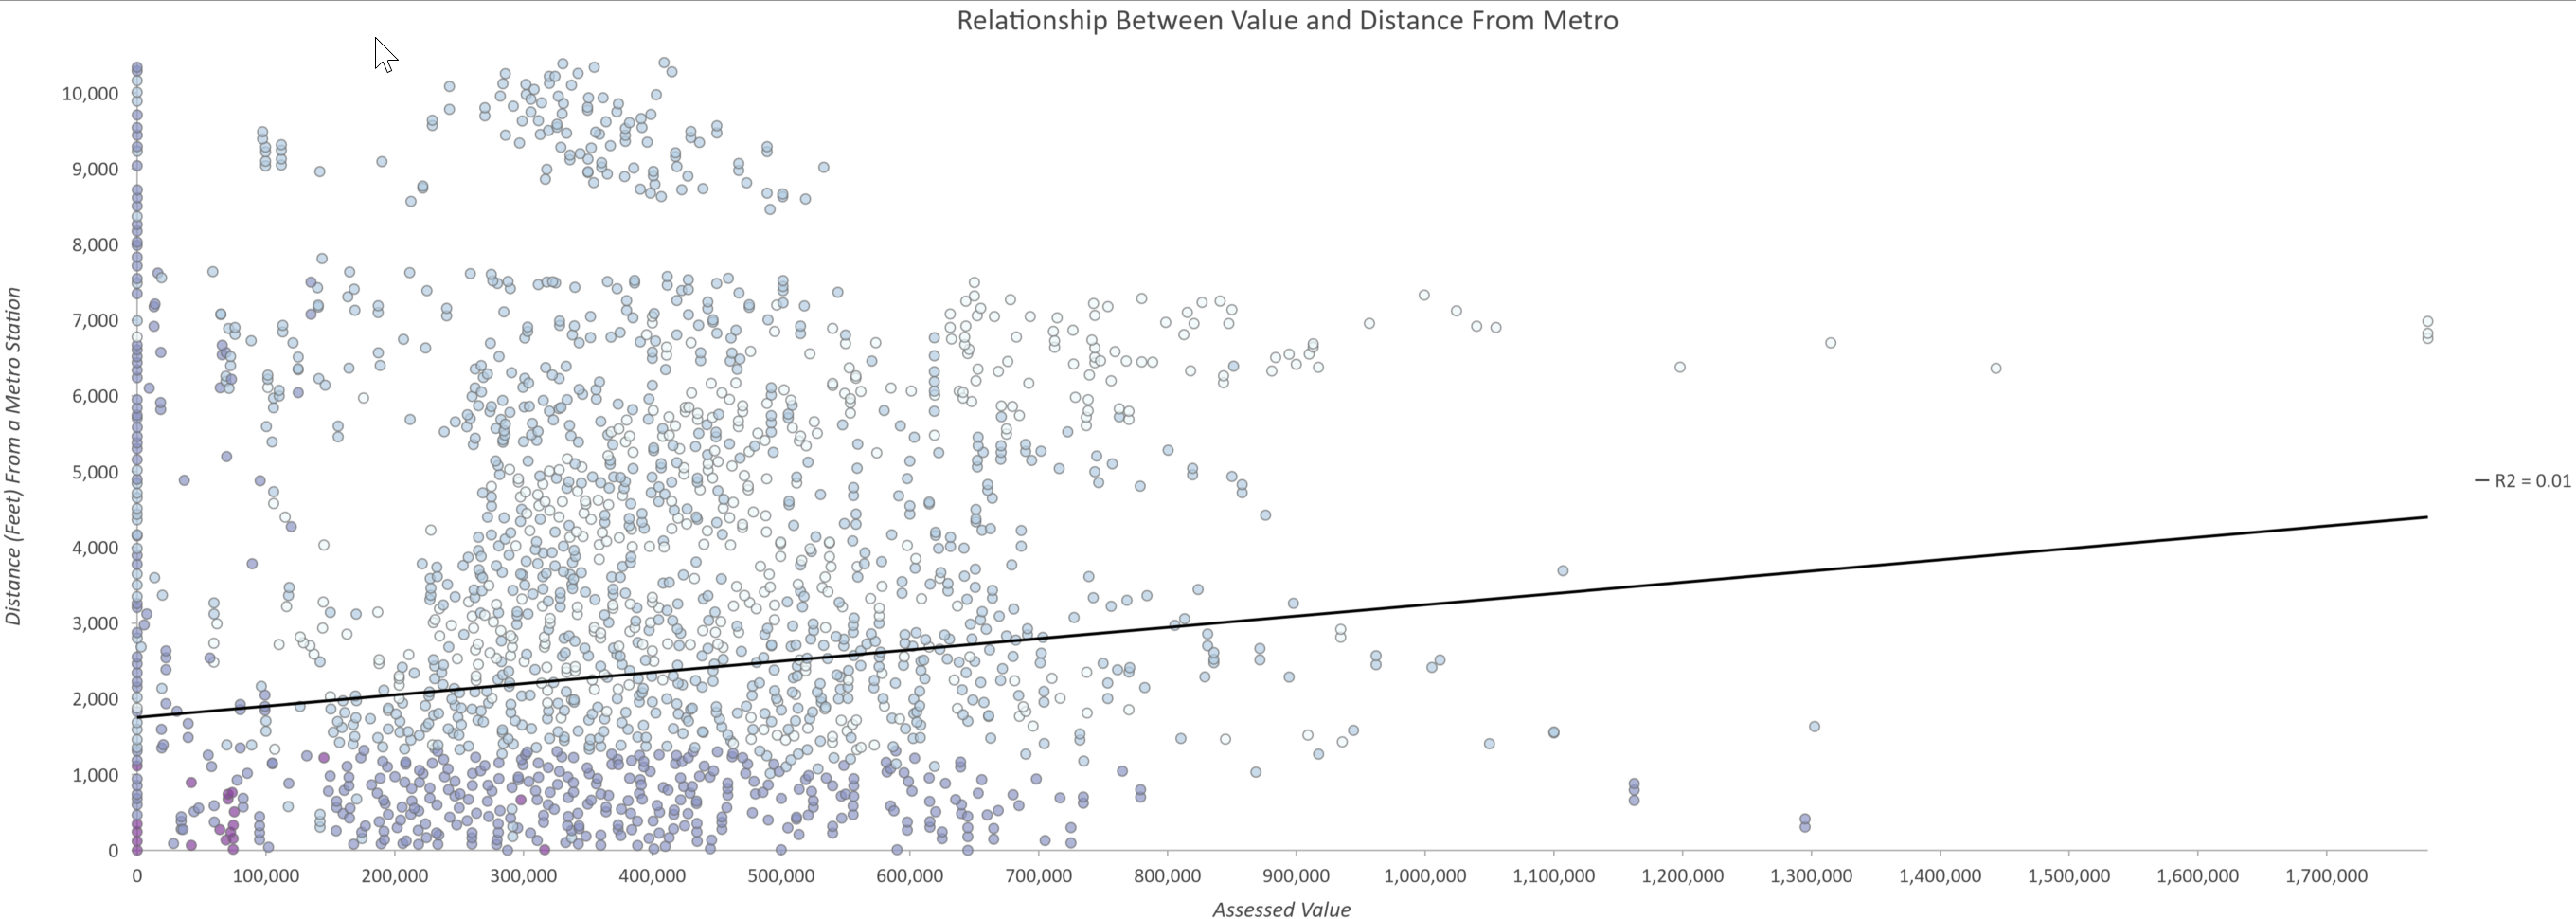 Relationship Between Value and Distance From Metro
Distance (Feet) From a Metro Station
10,000
9,000
8,000
7,000
6,000
5,000
4,000
3,000
2,000
1,000
0
R2 = 0.01
0 100,000 200,000 300,000 400,000 500,000 600,000 700,000 800,000 900,000 1,000,000 1,100,000 1,200,000 1,300,000 1,400,000 1,500,000 1,600,000 1,700,000
Assessed Value